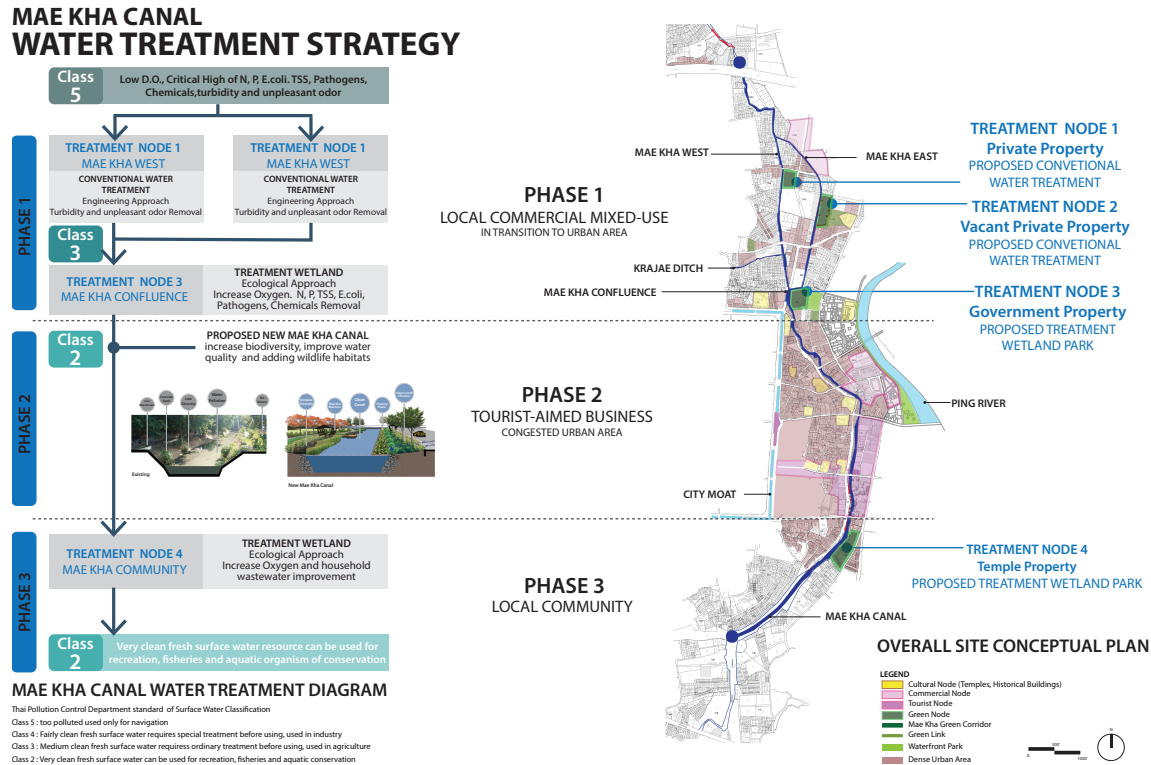 MAE KHA CANAL
WATER TREATMENT STRATEGY
Class
5
Low D.O., Critical High of N, P, E.coli. TSS, Pathogens,
Chemicals,turbidity and unpleasant odor
PHASE 1
TREATMENT NODE 1
MAE KHA WEST
CONVENTIONAL WATER
TREATMENT
Engineering Approach
Turbidity and unpleasant odor Removal
TREATMENT NODE 1
MAE KHA WEST
CONVENTIONAL WATER
TREATMENT
Engineering Approach
Turbidity and unpleasant odor Removal
Class
3
TREATMENT NODE 3
MAE KHA CONFLUENCE
TREATMENT WETLAND
Ecological Approach
Increase Oxygen. N, P, TSS, E.coli,
Pathogens, Chemicals Removal
PHASE 2
Class
2
PROPOSED NEW MAE KHA CANAL
increase biodiversity, improve water
quality and adding wildlife habitats
Water
Pollution
Clean
Canal
Existing
New Mae Kha Canal
PHASE 3
TREATMENT NODE 4
MAE KHA COMMUNITY
TREATMENT WETLAND
Ecological Approach
Increase Oxygen and household
wastewater improvement
Class
2
Very clean fresh surface water resource can be used for
recreation, fisheries and aquatic organism of conservation
MAE KHA CANAL WATER TREATMENT DIAGRAM
Thai Pollution Control Department standard of Surface Water Classification
Class 5 : too polluted used only for navigation
Class 4 : Fairly clean fresh surface water requires special treatment before using, used in industry
Class 3 : Medium clean fresh surface water requiress ordinary treatment before using, used in agriculture
Class 2 : Very clean fresh surface water can be used for recreation, fisheries and aquatic conservation
PHASE 1
LOCAL COMMERCIAL MIXED-USE
IN TRANSITION TO URBAN AREA
PHASE 2
TOURIST-AIMED BUSINESS
CONGESTED URBAN AREA
PHASE 3
LOCAL COMMUNITY
MAE KHA WEST
MAE KHA EAST
KRAJAE DITCH
MAE KHA CONFLUENCE
PING RIVER
CITY MOAT
MAE KHA CANAL
TREATMENT NODE 1
Private Property
PROPOSED CONVETIONAL
WATER TREATMENT
TREATMENT NODE 2
Vacant Private Property
PROPOSED CONVETIONAL
WATER TREATMENT
TREATMENT NODE 3
Government Property
PROPOSED TREATMENT
WETLAND PARK
TREATMENT NODE 4
Temple Property
PROPOSED TREATMENT WETLAND PARK
OVERALL SITE CONCEPTUAL PLAN
LEGEND
Cultural Node (Temples, Historical Buildings)
Commercial Node
Tourist Node
Green Node
Mae Kha Green Corridor
Green Link
Waterfront Park
Dense Urban Area
0
500'
1000'
N